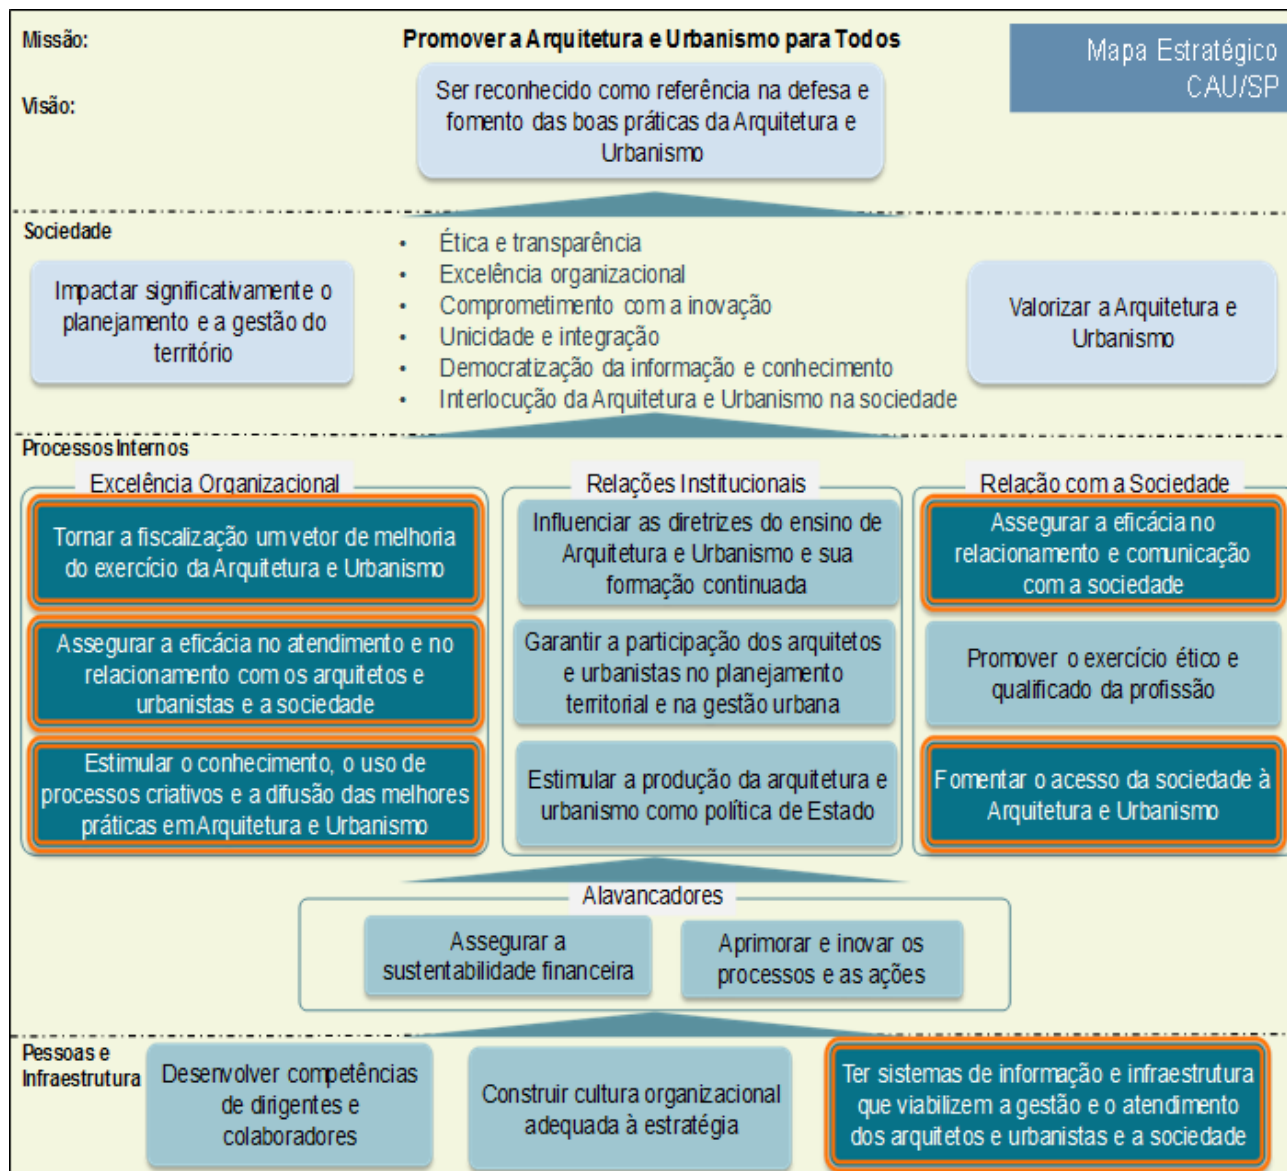 Missão:
Promover a Arquitetura e Urbanismo para Todos
Mapa Estratégico
CAU/SP
Visão:
Ser reconhecido como referência na defesa e
fomento das boas práticas da Arquitetura e
Urbanismo
Sociedade
Impactar significativamente o
planejamento e a gestão do
território
• Ética e transparência
• Excelência organizacional
• Comprometimento com a inovação
• Unicidade e integração
• Democratização da informação e conhecimento
• Interlocução da Arquitetura e Urbanismo na sociedade
Valorizar a Arquitetura e
Urbanismo
Processos Internos
Excelência Organizacional
Tornar a fiscalização um vetor de melhoria
do exercício da Arquitetura e Urbanismo
Assegurar a eficácia no atendimento e no
relacionamento com os arquitetos e
urbanistas e a sociedade
Estimular o conhecimento, o uso de
processos criativos e a difusão das melhores
práticas em Arquitetura e Urbanismo
Relações Institucionais
Influenciar as diretrizes do ensino de
Arquitetura e Urbanismo e sua
formação continuada
Garantir a participação dos arquitetos
e urbanistas no planejamento
territorial e na gestão urbana
Estimular a produção da arquitetura e
urbanismo como política de Estado
Relação com a Sociedade
Assegurar a eficácia no
relacionamento e comunicação
com a sociedade
Promover o exercício ético e
qualificado da profissão
Fomentar o acesso da sociedade à
Arquitetura e Urbanismo
Alavancadores
Assegurar a
sustentabilidade financeira
Aprimorar e inovar os
processos e as ações
Pessoas e
Infraestrutura
Desenvolver competências
de dirigentes e
colaboradores
Construir cultura organizacional
adequada à estratégia
Ter sistemas de informação e infraestrutura
que viabilizem a gestão e o atendimento
dos arquitetos e urbanistas e a sociedade